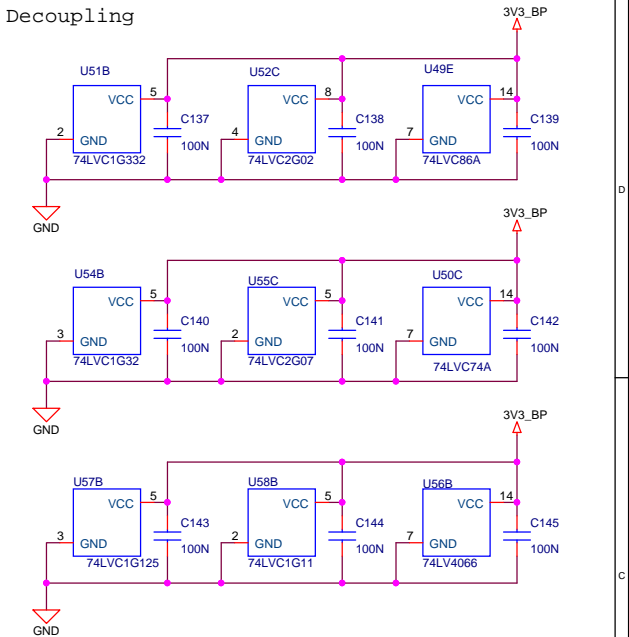 Decoupling
3V3_BP
U51B
U52C
U49E
VCC 5
VCC 8
VCC 14
C137
C138
C139
2 GND
4 GND
7 GND
100N
100N
100N
74LVC1G332
74LVC2G02
74LVC86A
GND
D
3V3_BP
U54B
U55C
U50C
VCC 5
VCC 5
VCC 14
C140
C141
C142
3 GND
2 GND
7 GND
100N
100N
100N
74LVC1G32
74LVC2G07
74LVC74A
GND
3V3_BP
U57B
U58B
U56B
VCC 5
VCC 5
VCC 14
C143
C144
C145
3 GND
2 GND
7 GND
100N
100N
100N
74LVC1G125
74LVC1G11
74LV4066
C
GND